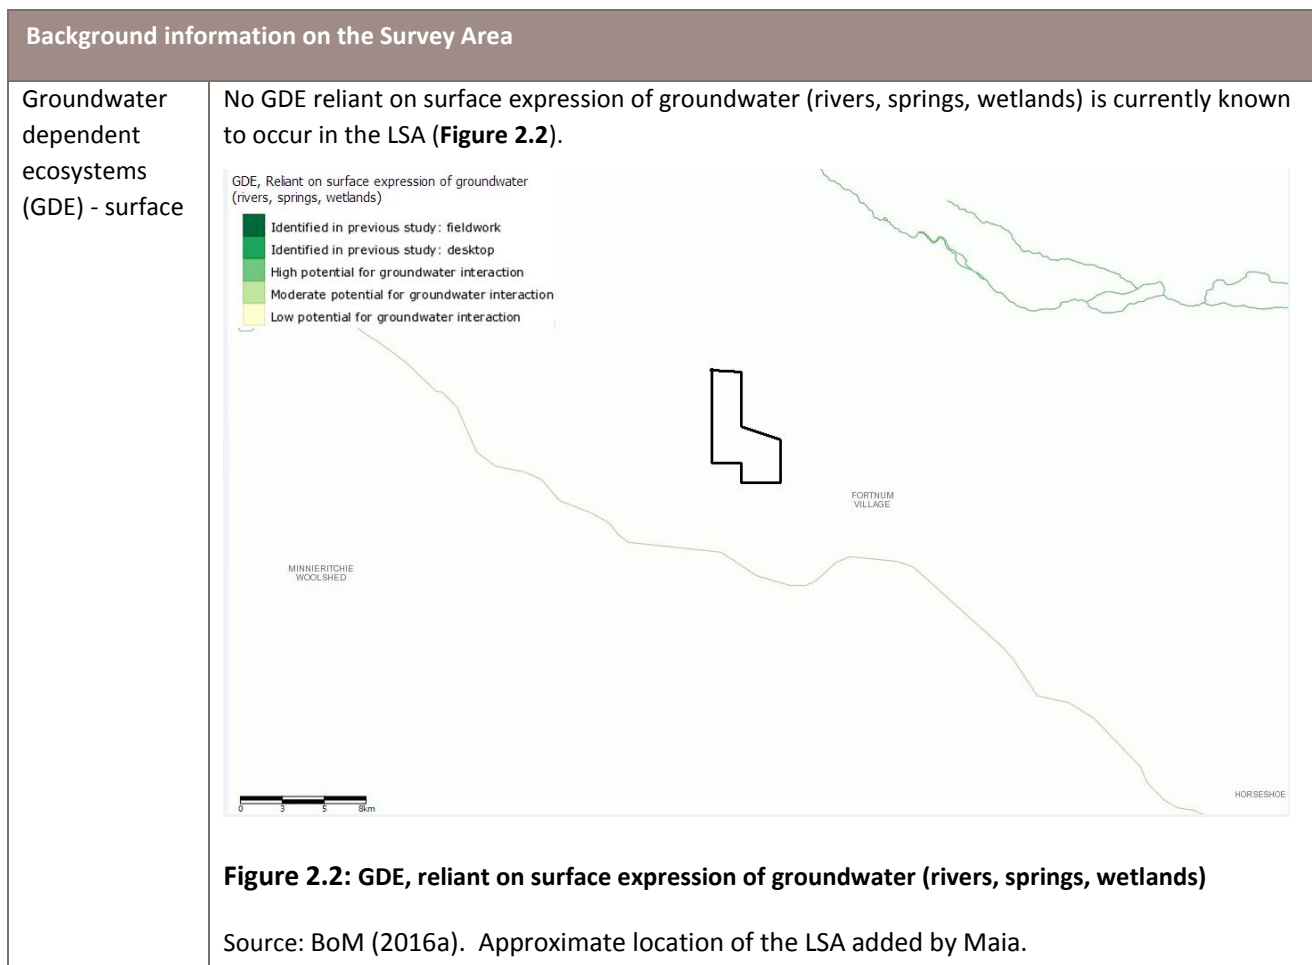 Background information on the Survey Area
Groundwater
dependent
ecosystems
(GDE) - surface
No GDE reliant on surface expression of groundwater (rivers, springs, wetlands) is currently known
to occur in the LSA (Figure 2.2).
GDE, Reliant on surface expression of groundwater
(rivers, springs, wetlands)
Identified in previous study: fieldwork
Identified in previous study: desktop
High potential for groundwater interaction
Moderate potential for groundwater interaction
Low potential for groundwater interaction
FORTNUM
VILLAGE
MINNIERITCHIE
WOOLSHED
HORSESHOE
0 3 5 8km
Figure 2.2: GDE, reliant on surface expression of groundwater (rivers, springs, wetlands)
Source: BoM (2016a). Approximate location of the LSA added by Maia.